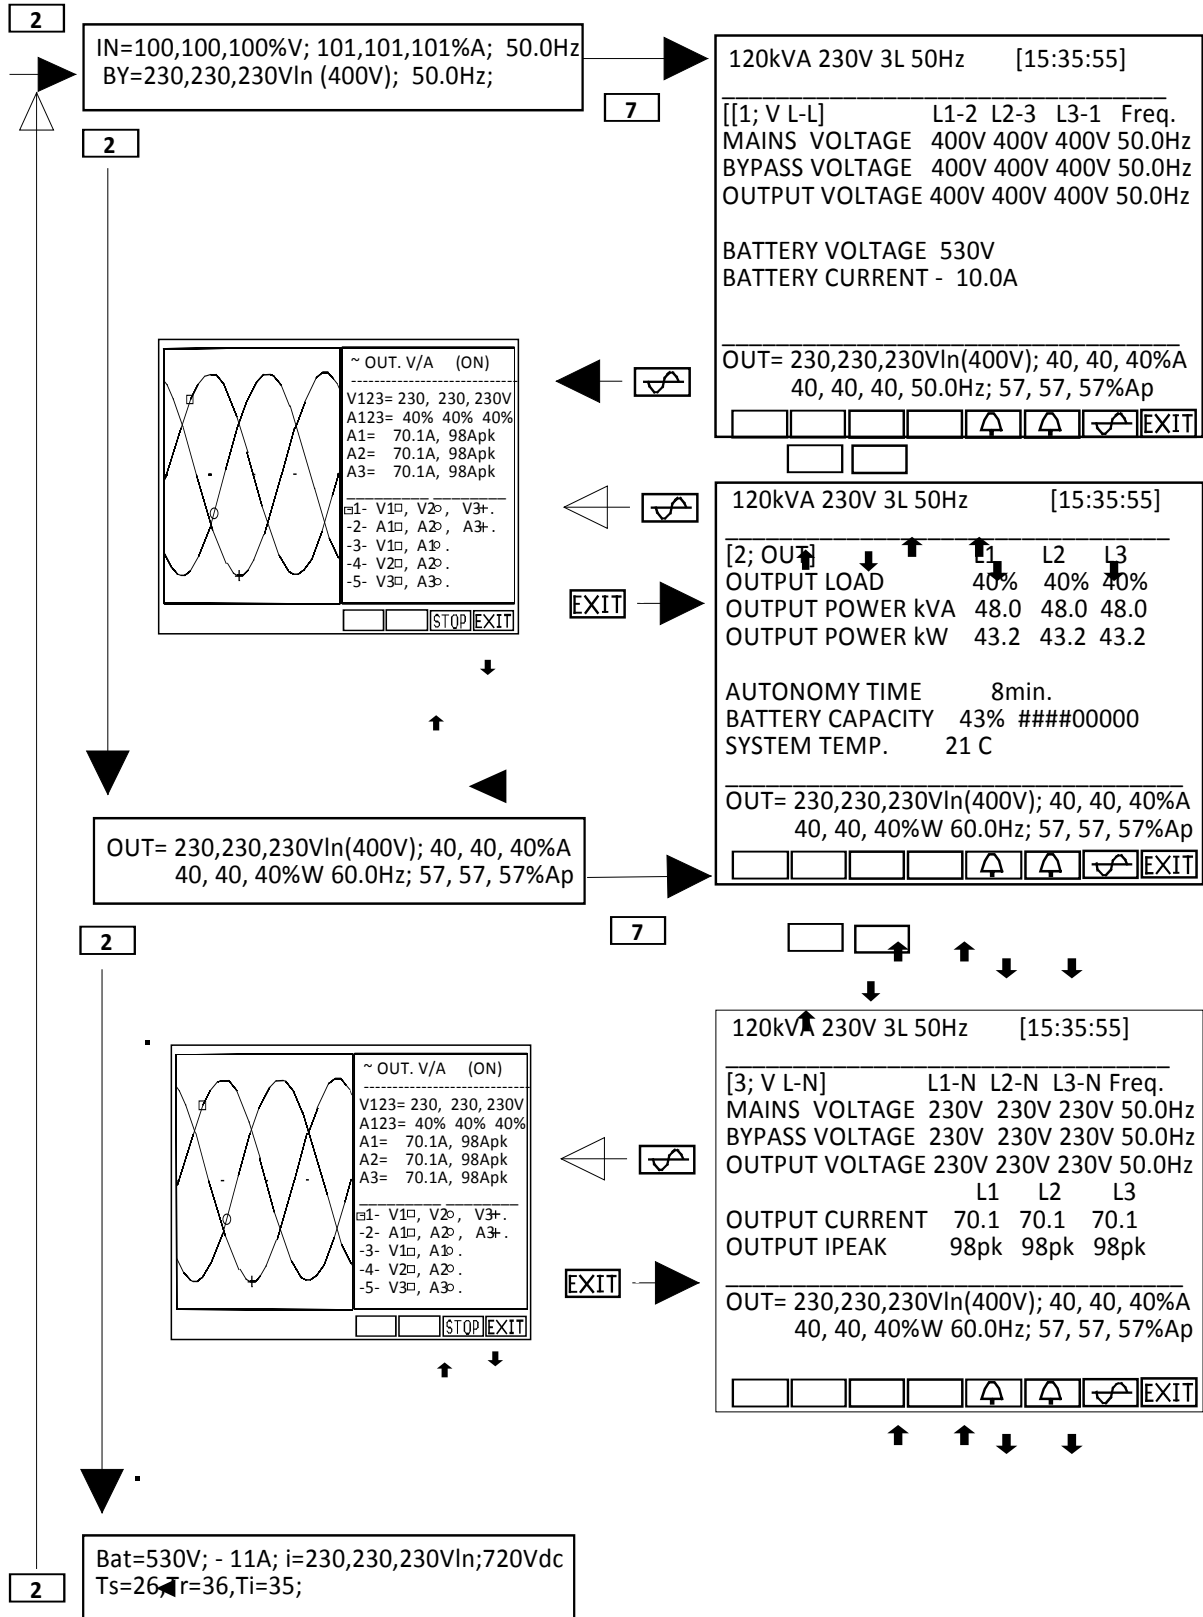 2
IN=100,100,100%V; 101,101,101%A; 50.0Hz
BY=230,230,230Vln (400V); 50.0Hz;
7
2
120kVA 230V 3L 50Hz [15:35:55]
[[1; V L-L] L1-2 L2-3 L3-1 Freq.
MAINS VOLTAGE 400V 400V 400V 50.0Hz
BYPASS VOLTAGE 400V 400V 400V 50.0Hz
OUTPUT VOLTAGE 400V 400V 400V 50.0Hz
BATTERY VOLTAGE 530V
BATTERY CURRENT - 10.0A
OUT= 230,230,230Vln(400V); 40, 40, 40%A
40, 40, 40, 50.0Hz; 57, 57, 57%Ap
EXIT
~ OUT. V/A (ON)
V123= 230, 230, 230V
A123= 40% 40% 40%
A1= 70.1A, 98Apk
A2= 70.1A, 98Apk
A3= 70.1A, 98Apk
-1- V1□, V2○, V3+.
-2- A1□, A2○, A3+.
-3- V1□, A1○.
-4- V2□, A2○.
-5- V3□, A3○.
STOP EXIT
EXIT
120kVA 230V 3L 50Hz [15:35:55]
[2; OUT] L1 L2 L3
OUTPUT LOAD 40% 40% 40%
OUTPUT POWER kVA 48.0 48.0 48.0
OUTPUT POWER kW 43.2 43.2 43.2
AUTONOMY TIME 8min.
BATTERY CAPACITY 43% ####00000
SYSTEM TEMP. 21 C
OUT= 230,230,230Vln(400V); 40, 40, 40%A
40, 40, 40%W 60.0Hz; 57, 57, 57%Ap
EXIT
OUT= 230,230,230Vln(400V); 40, 40, 40%A
40, 40, 40%W 60.0Hz; 57, 57, 57%Ap
7
2
120kVA 230V 3L 50Hz [15:35:55]
[3; V L-N] L1-N L2-N L3-N Freq.
MAINS VOLTAGE 230V 230V 230V 50.0Hz
BYPASS VOLTAGE 230V 230V 230V 50.0Hz
OUTPUT VOLTAGE 230V 230V 230V 50.0Hz
L1 L2 L3
OUTPUT CURRENT 70.1 70.1 70.1
OUTPUT IPEAK 98pk 98pk 98pk
OUT= 230,230,230Vln(400V); 40, 40, 40%A
40, 40, 40%W 60.0Hz; 57, 57, 57%Ap
EXIT
~ OUT. V/A (ON)
V123= 230, 230, 230V
A123= 40% 40% 40%
A1= 70.1A, 98Apk
A2= 70.1A, 98Apk
A3= 70.1A, 98Apk
-1- V1□, V2○, V3+.
-2- A1□, A2○, A3+.
-3- V1□, A1○.
-4- V2□, A2○.
-5- V3□, A3○.
STOP EXIT
EXIT
Bat=530V; - 11A; i=230,230,230Vln;720Vdc
Ts=26,Tr=36,Ti=35;
2